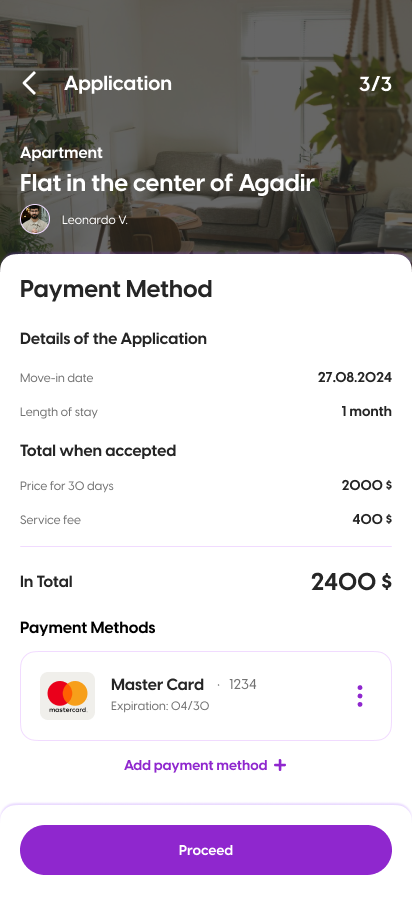 Application 3/3
Apartment
Flat in the center of Agadir
Leonardo V.
Payment Method
Details of the Application
Move-in date 27.08.2024
Length of stay 1 month
Total when accepted
Price for 30 days 2000 $
Service fee 400 $
In Total 2400 $
Payment Methods
Master Card · 1234
mastercard.
Expiration: 04/30
Add payment method +
Proceed